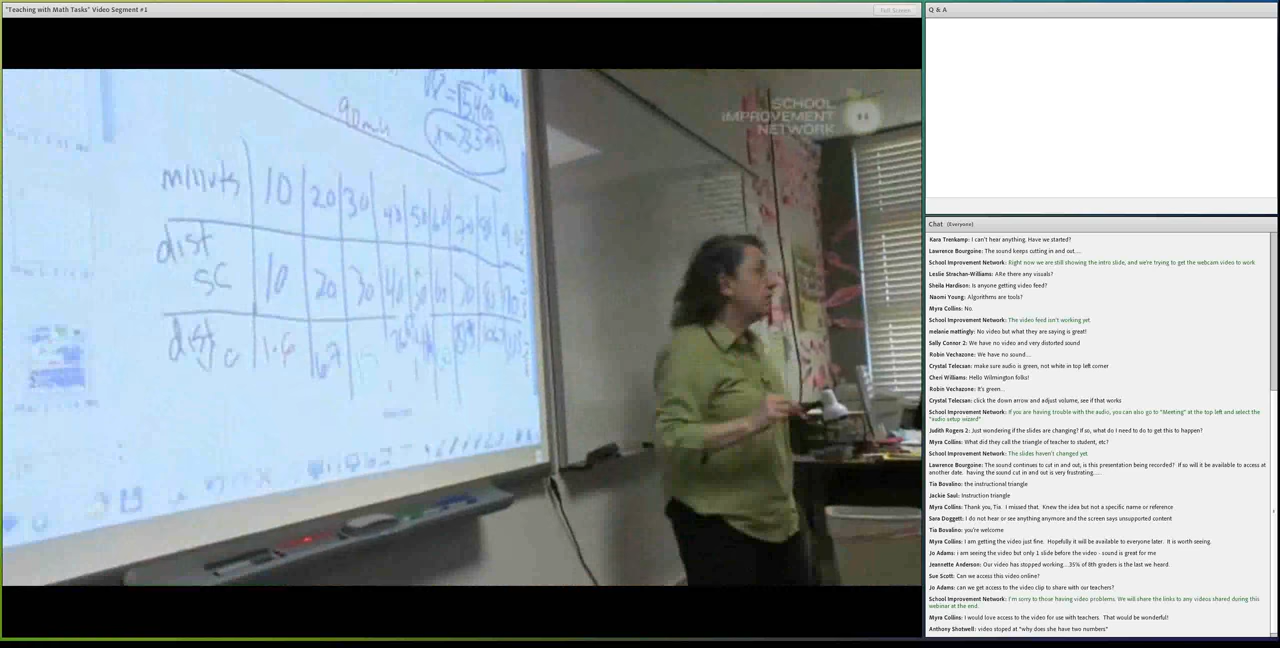 "Teaching with Math Tasks" Video Segment #1
Full Screen
SCHOOL
IMPROVEMENT
NETWORK
minuts 10 20 30 40 50 60 70
dist
Q & A
Chat (Everyone)
Kara Trenkamp: I can't hear anything. Have we started?
Lawrence Bourgoine: The sound keeps cutting in and out....
School Improvement Network: Right now we are still showing the intro slide, and we're trying to get the webcam video to work
Leslie Strachan-Williams: ARe there any visuals?
Sheila Hardison: Is anyone getting video feed?
Naomi Young: Algorithms are tools?
Myra Collins: No.
School Improvement Network: The video feed isn't working yet
melanie mattingly: No video but what they are saying is great!
Sally Connor 2: We have no video and very distorted sound
Robin Vechazone: We have no sound...
Crystal Telecsan: make sure audio is green, not white in top left corner
Cheri Williams: Hello Wilmington folks!
Robin Vechazone: It's green...
Crystal Telecsan: click the down arrow and adjust volume, see if that works
School Improvement Network: If you are having trouble with the audio, you can also go to "Meeting" at the top left and select the
"audio setup wizard"
Judith Rogers 2: Just wondering if the slides are changing? If so, what do I need to do to get this to happen?
Myra Collins: What did they call the triangle of teacher to student, etc?
School Improvement Network: The slides haven't changed yet
Lawrence Bourgoine: The sound continues to cut in and out, is this presentation being recorded? If so will it be available to access at
another date. having the sound cut in and out is very frustrating.....
Tia Bovalino: the instructional triangle
Jackie Saul: Instruction triangle
Myra Collins: Thank you, Tia. I missed that. Knew the idea but not a specific name or reference
Sara Doggett: I do not hear or see anything anymore and the screen says unsupported content
Tia Bovalino: you're welcome
Myra Collins: I am getting the video just fine. Hopefully it will be available to everyone later. It is worth seeing.
Jo Adams: i am seeing the video but only 1 slide before the video - sound is great for me
Jeannette Anderson: Our video has stopped working....35% of 8th graders is the last we heard.
Sue Scott: Can we access this video online?
Jo Adams: can we get access to the video clip to share with our teachers?
School Improvement Network: I'm sorry to those having video problems. We will share the links to any videos shared during this
webinar at the end.
Myra Collins: I would love access to the video for use with teachers. That would be wonderful!
Anthony Shotwell: video stoped at "why does she have two numbers"